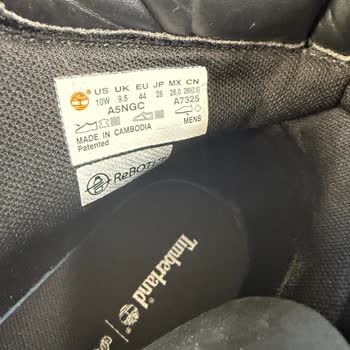 US UK EU JP MX CN
10W 9.5 44 28 28.0 280(2.5)
A5NGC A7325
MENS
MADE IN CAMBODIA
Patented
ReBOTL
Timberland